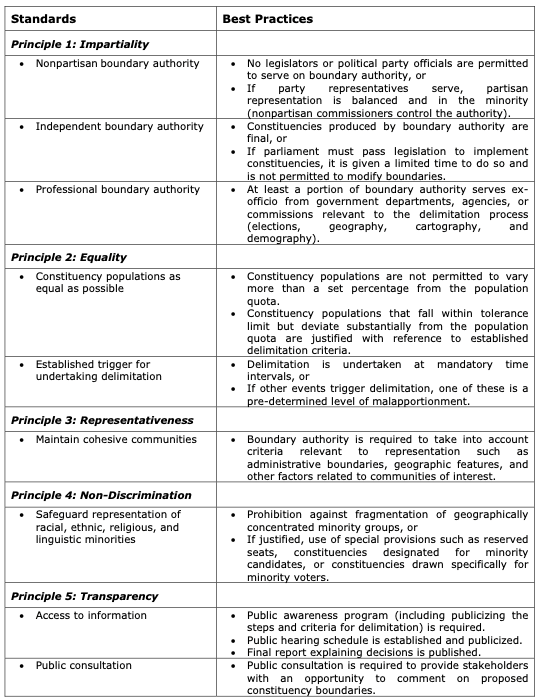 Standards
Best Practices
Principle 1: Impartiality
• Nonpartisan boundary authority
• No legislators or political party officials are permitted
to serve on boundary authority, or
• If party representatives serve, partisan
representation is balanced and in the minority
(nonpartisan commissioners control the authority).
• Independent boundary authority
• Constituencies produced by boundary authority are
final, or
• If parliament must pass legislation to implement
constituencies, it is given a limited time to do so and
is not permitted to modify boundaries.
• Professional boundary authority
• At least a portion of boundary authority serves ex-
officio from government departments, agencies, or
commissions relevant to the delimitation process
(elections, geography, cartography, and
demography).
Principle 2: Equality
• Constituency populations as
equal as possible
• Constituency populations are not permitted to vary
more than a set percentage from the population
quota.
• Constituency populations that fall within tolerance
limit but deviate substantially from the population
quota are justified with reference to established
delimitation criteria.
• Established trigger for
undertaking delimitation
• Delimitation is undertaken at mandatory time
intervals, or
• If other events trigger delimitation, one of these is a
pre-determined level of malapportionment.
Principle 3: Representativeness
• Maintain cohesive communities
• Boundary authority is required to take into account
criteria relevant to representation such as
administrative boundaries, geographic features, and
other factors related to communities of interest.
Principle 4: Non-Discrimination
• Safeguard representation of
racial, ethnic, religious, and
linguistic minorities
• Prohibition against fragmentation of geographically
concentrated minority groups, or
• If justified, use of special provisions such as reserved
seats, constituencies designated for minority
candidates, or constituencies drawn specifically for
minority voters.
Principle 5: Transparency
• Access to information
• Public awareness program (including publicizing the
steps and criteria for delimitation) is required.
• Public hearing schedule is established and publicized.
• Final report explaining decisions is published.
• Public consultation
• Public consultation is required to provide stakeholders
with an opportunity to comment on proposed
constituency boundaries.